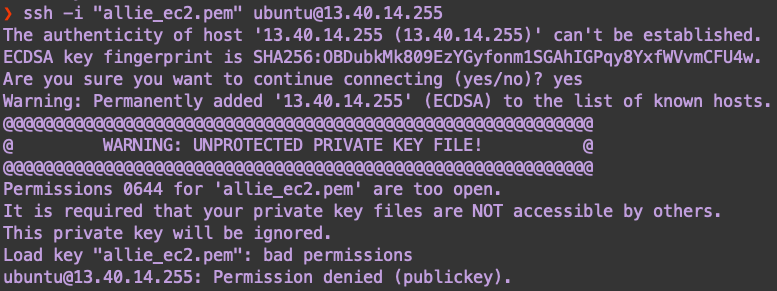 ❯ ssh -i "allie_ec2.pem" ubuntu@13.40.14.255
The authenticity of host '13.40.14.255 (13.40.14.255)' can't be established.
ECDSA key fingerprint is SHA256:OBDubkMk809EzYGyfonm1SGAhIGPqy8YxfWVvmCFU4w.
Are you sure you want to continue connecting (yes/no)? yes
Warning: Permanently added '13.40.14.255' (ECDSA) to the list of known hosts.
@@@@@@@@@@@@@@@@@@@@@@@@@@@@@@@@@@@@@@@@@@@@@@@@@@@@@@@@@@@
@         WARNING: UNPROTECTED PRIVATE KEY FILE!          @
@@@@@@@@@@@@@@@@@@@@@@@@@@@@@@@@@@@@@@@@@@@@@@@@@@@@@@@@@@@
Permissions 0644 for 'allie_ec2.pem' are too open.
It is required that your private key files are NOT accessible by others.
This private key will be ignored.
Load key "allie_ec2.pem": bad permissions
ubuntu@13.40.14.255: Permission denied (publickey).